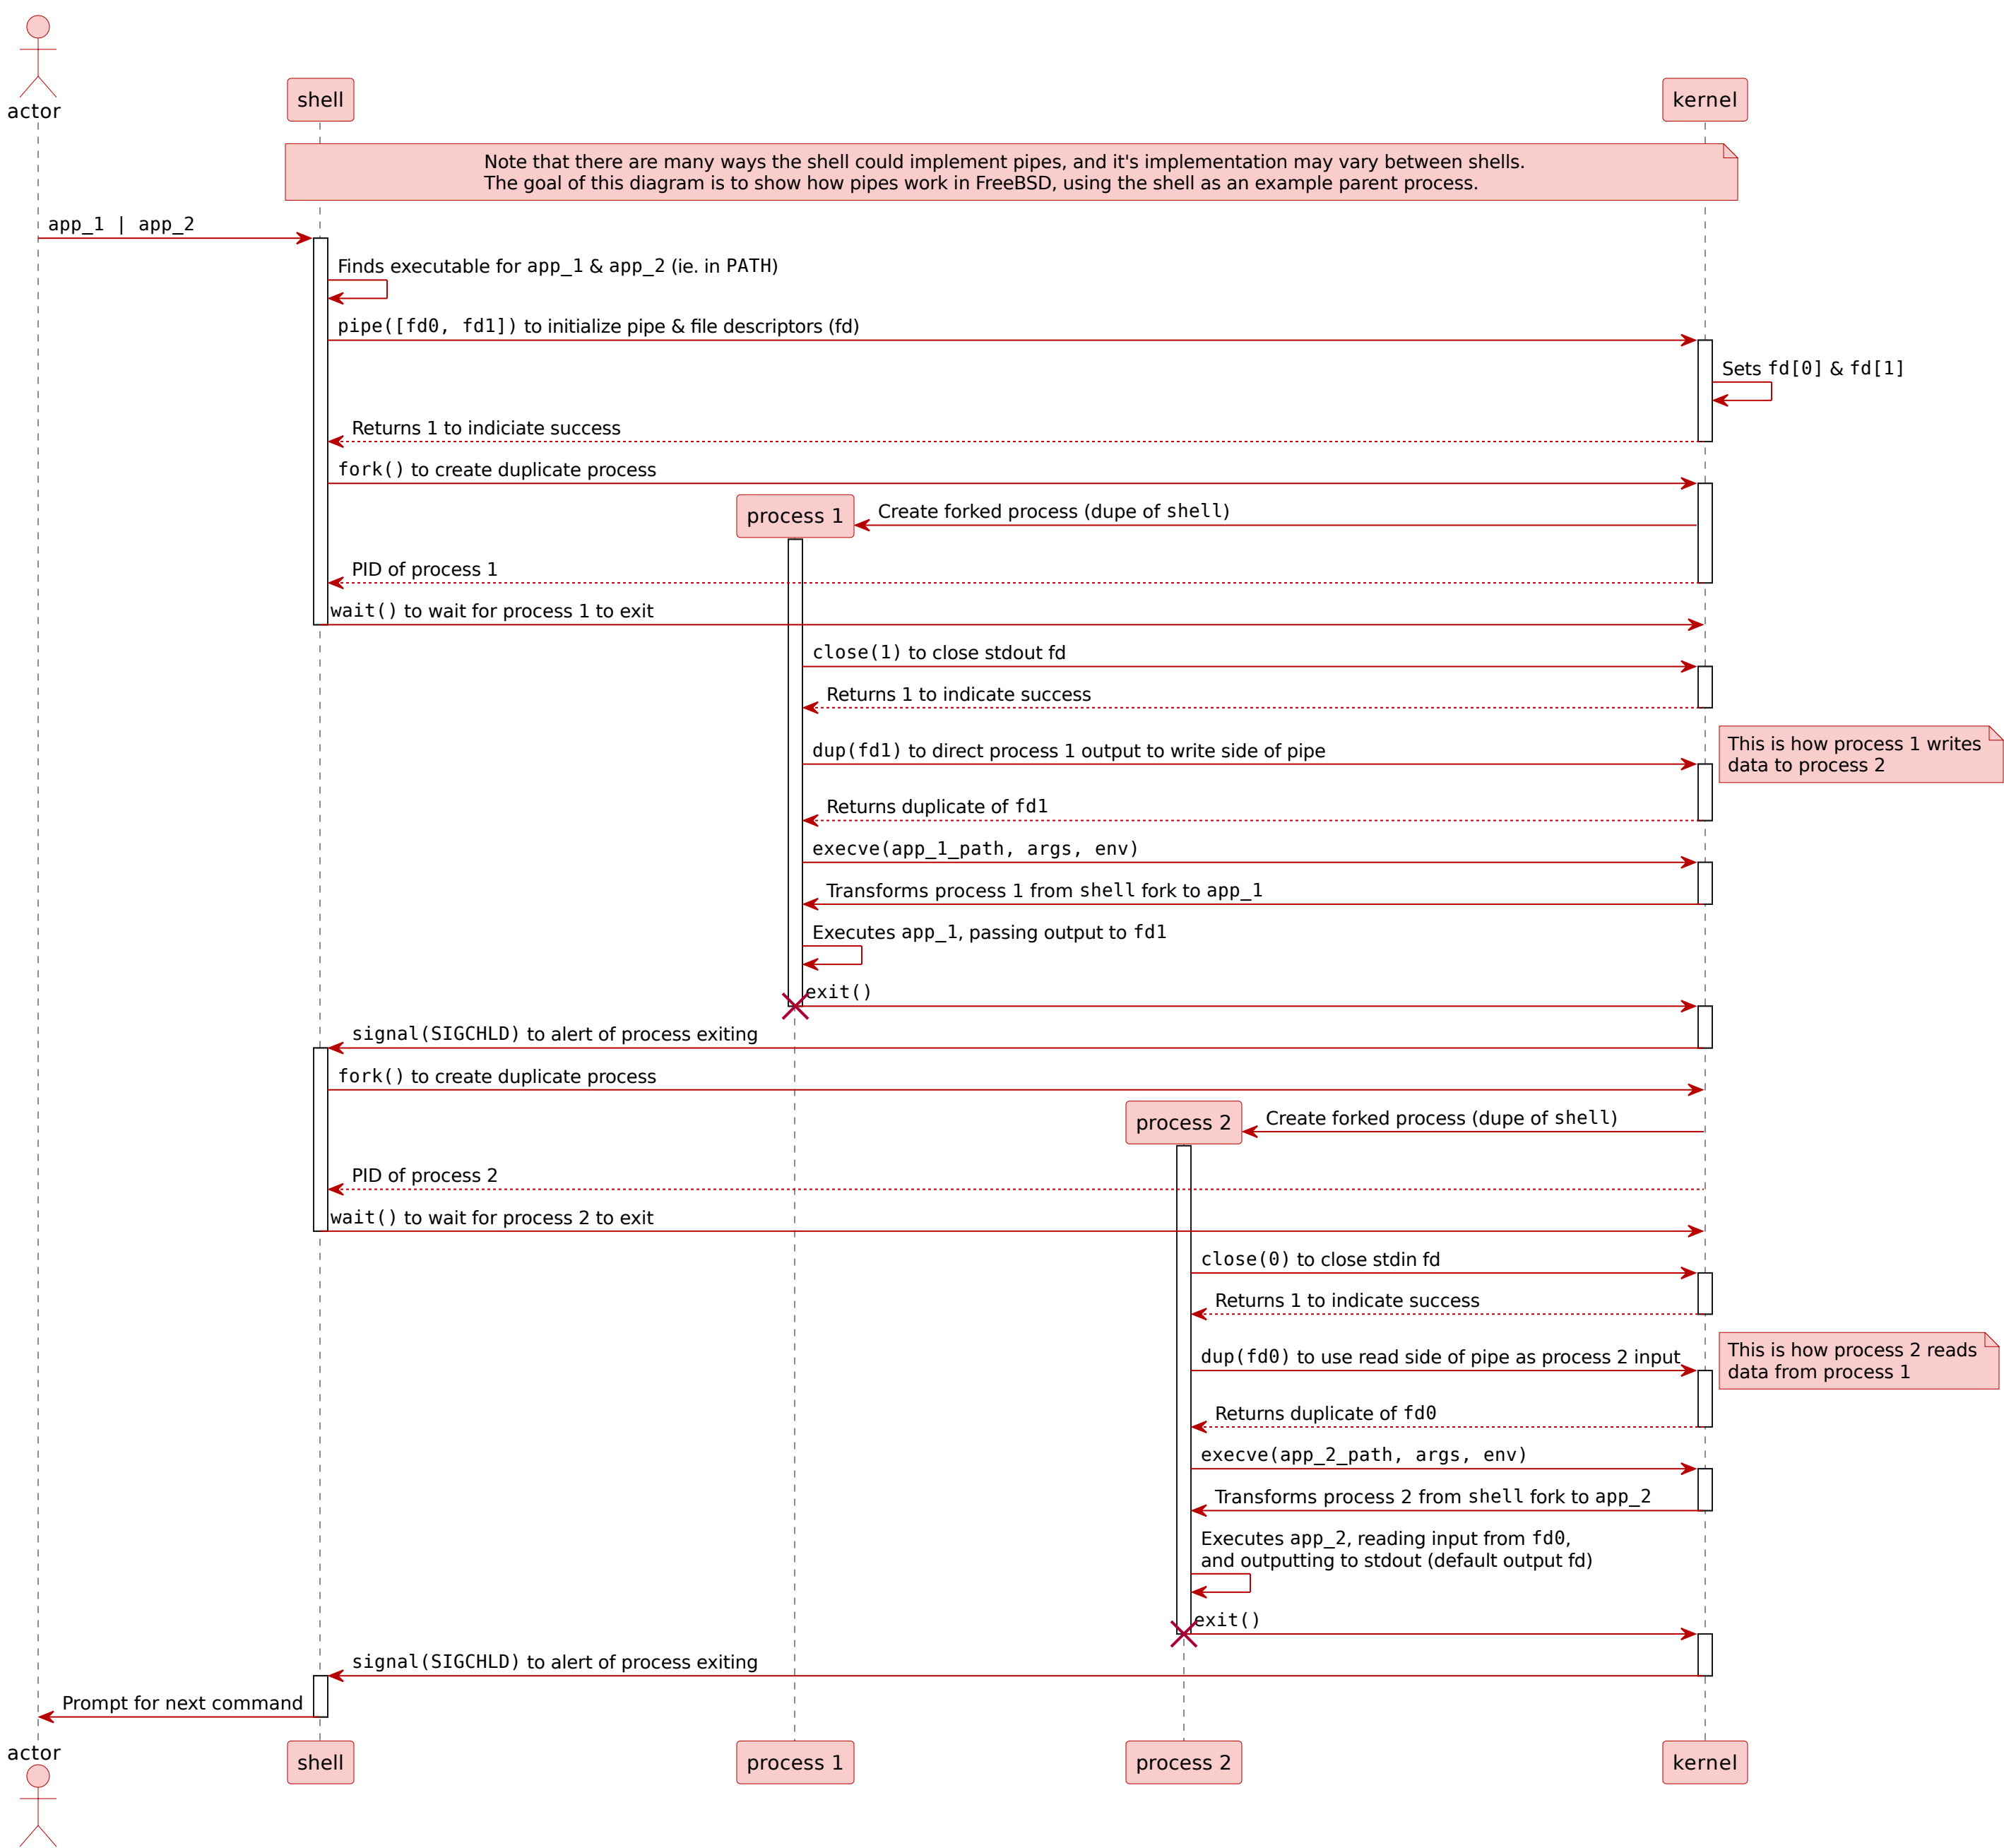 actor
shell
kernel
Note that there are many ways the shell could implement pipes, and it's implementation may vary between shells.
The goal of this diagram is to show how pipes work in FreeBSD, using the shell as an example parent process.
app_1 | app_2
Finds executable for app_1 & app_2 (ie. in PATH)
pipe([fd0, fd1]) to initialize pipe & file descriptors (fd)
Sets fd[0] & fd[1]
Returns 1 to indiciate success
fork() to create duplicate process
process 1
Create forked process (dupe of shell)
PID of process 1
wait() to wait for process 1 to exit
close(1) to close stdout fd
Returns 1 to indicate success
dup(fd1) to direct process 1 output to write side of pipe
This is how process 1 writes
data to process 2
Returns duplicate of fd1
execve(app_1_path, args, env)
Transforms process 1 from shell fork to app_1
Executes app_1, passing output to fd1
exit()
signal(SIGCHLD) to alert of process exiting
fork() to create duplicate process
process 2
Create forked process (dupe of shell)
PID of process 2
wait() to wait for process 2 to exit
close(0) to close stdin fd
Returns 1 to indicate success
dup(fd0) to use read side of pipe as process 2 input
This is how process 2 reads
data from process 1
Returns duplicate of fd0
execve(app_2_path, args, env)
Transforms process 2 from shell fork to app_2
Executes app_2, reading input from fd0,
and outputting to stdout (default output fd)
exit()
signal(SIGCHLD) to alert of process exiting
Prompt for next command
actor
shell
process 1
process 2
kernel